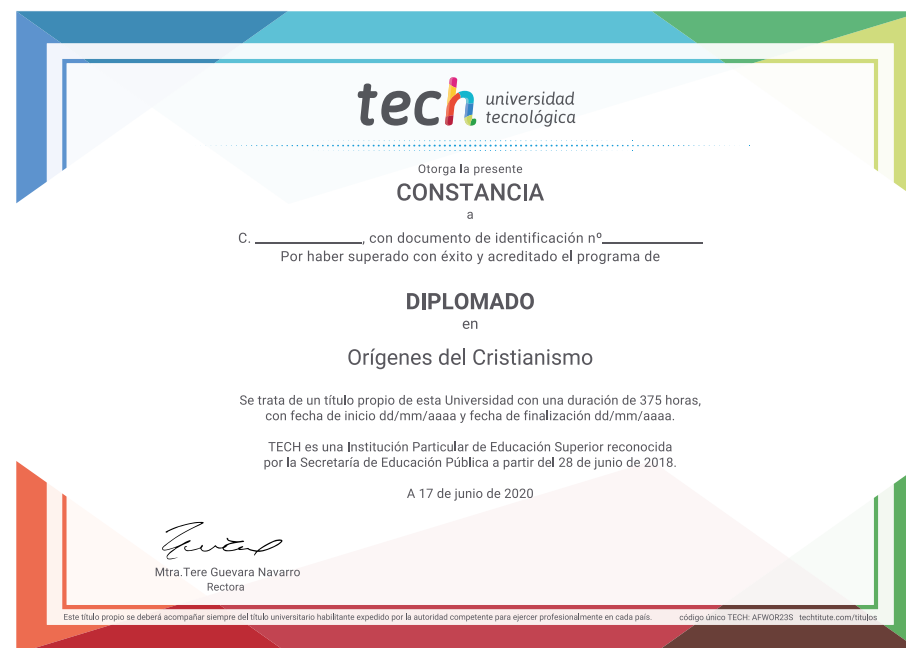 tech universidad
tecnológica
Otorga la presente
CONSTANCIA
a
C. ____________, con documento de identificación nº____________
Por haber superado con éxito y acreditado el programa de
DIPLOMADO
en
Orígenes del Cristianismo
Se trata de un título propio de esta Universidad con una duración de 375 horas,
con fecha de inicio dd/mm/aaaa y fecha de finalización dd/mm/aaaa.
TECH es una Institución Particular de Educación Superior reconocida
por la Secretaría de Educación Pública a partir del 28 de junio de 2018.
A 17 de junio de 2020
Mtra.Tere Guevara Navarro
Rectora
Este título propio se deberá acompañar siempre del título universitario habilitante expedido por la autoridad competente para ejercer profesionalmente en cada país. código único TECH: AFWOR23S techtitute.com/titulos